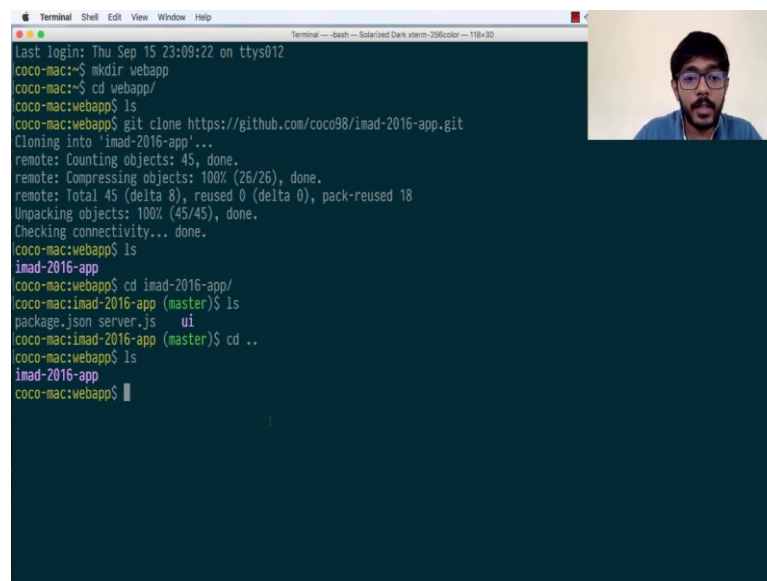 Terminal Shell Edit View Window Help
Terminal — -bash — Solarized Dark xterm-256color — 118×30
Last login: Thu Sep 15 23:09:22 on ttys012
coco-mac:~$ mkdir webapp
coco-mac:~$ cd webapp/
coco-mac:webapp$ ls
coco-mac:webapp$ git clone https://github.com/coco98/imad-2016-app.git
Cloning into 'imad-2016-app'...
remote: Counting objects: 45, done.
remote: Compressing objects: 100% (26/26), done.
remote: Total 45 (delta 8), reused 0 (delta 0), pack-reused 18
Unpacking objects: 100% (45/45), done.
Checking connectivity... done.
coco-mac:webapp$ ls
imad-2016-app
coco-mac:webapp$ cd imad-2016-app/
coco-mac:imad-2016-app (master)$ ls
package.json server.js ui
coco-mac:imad-2016-app (master)$ cd ..
coco-mac:webapp$ ls
imad-2016-app
coco-mac:webapp$